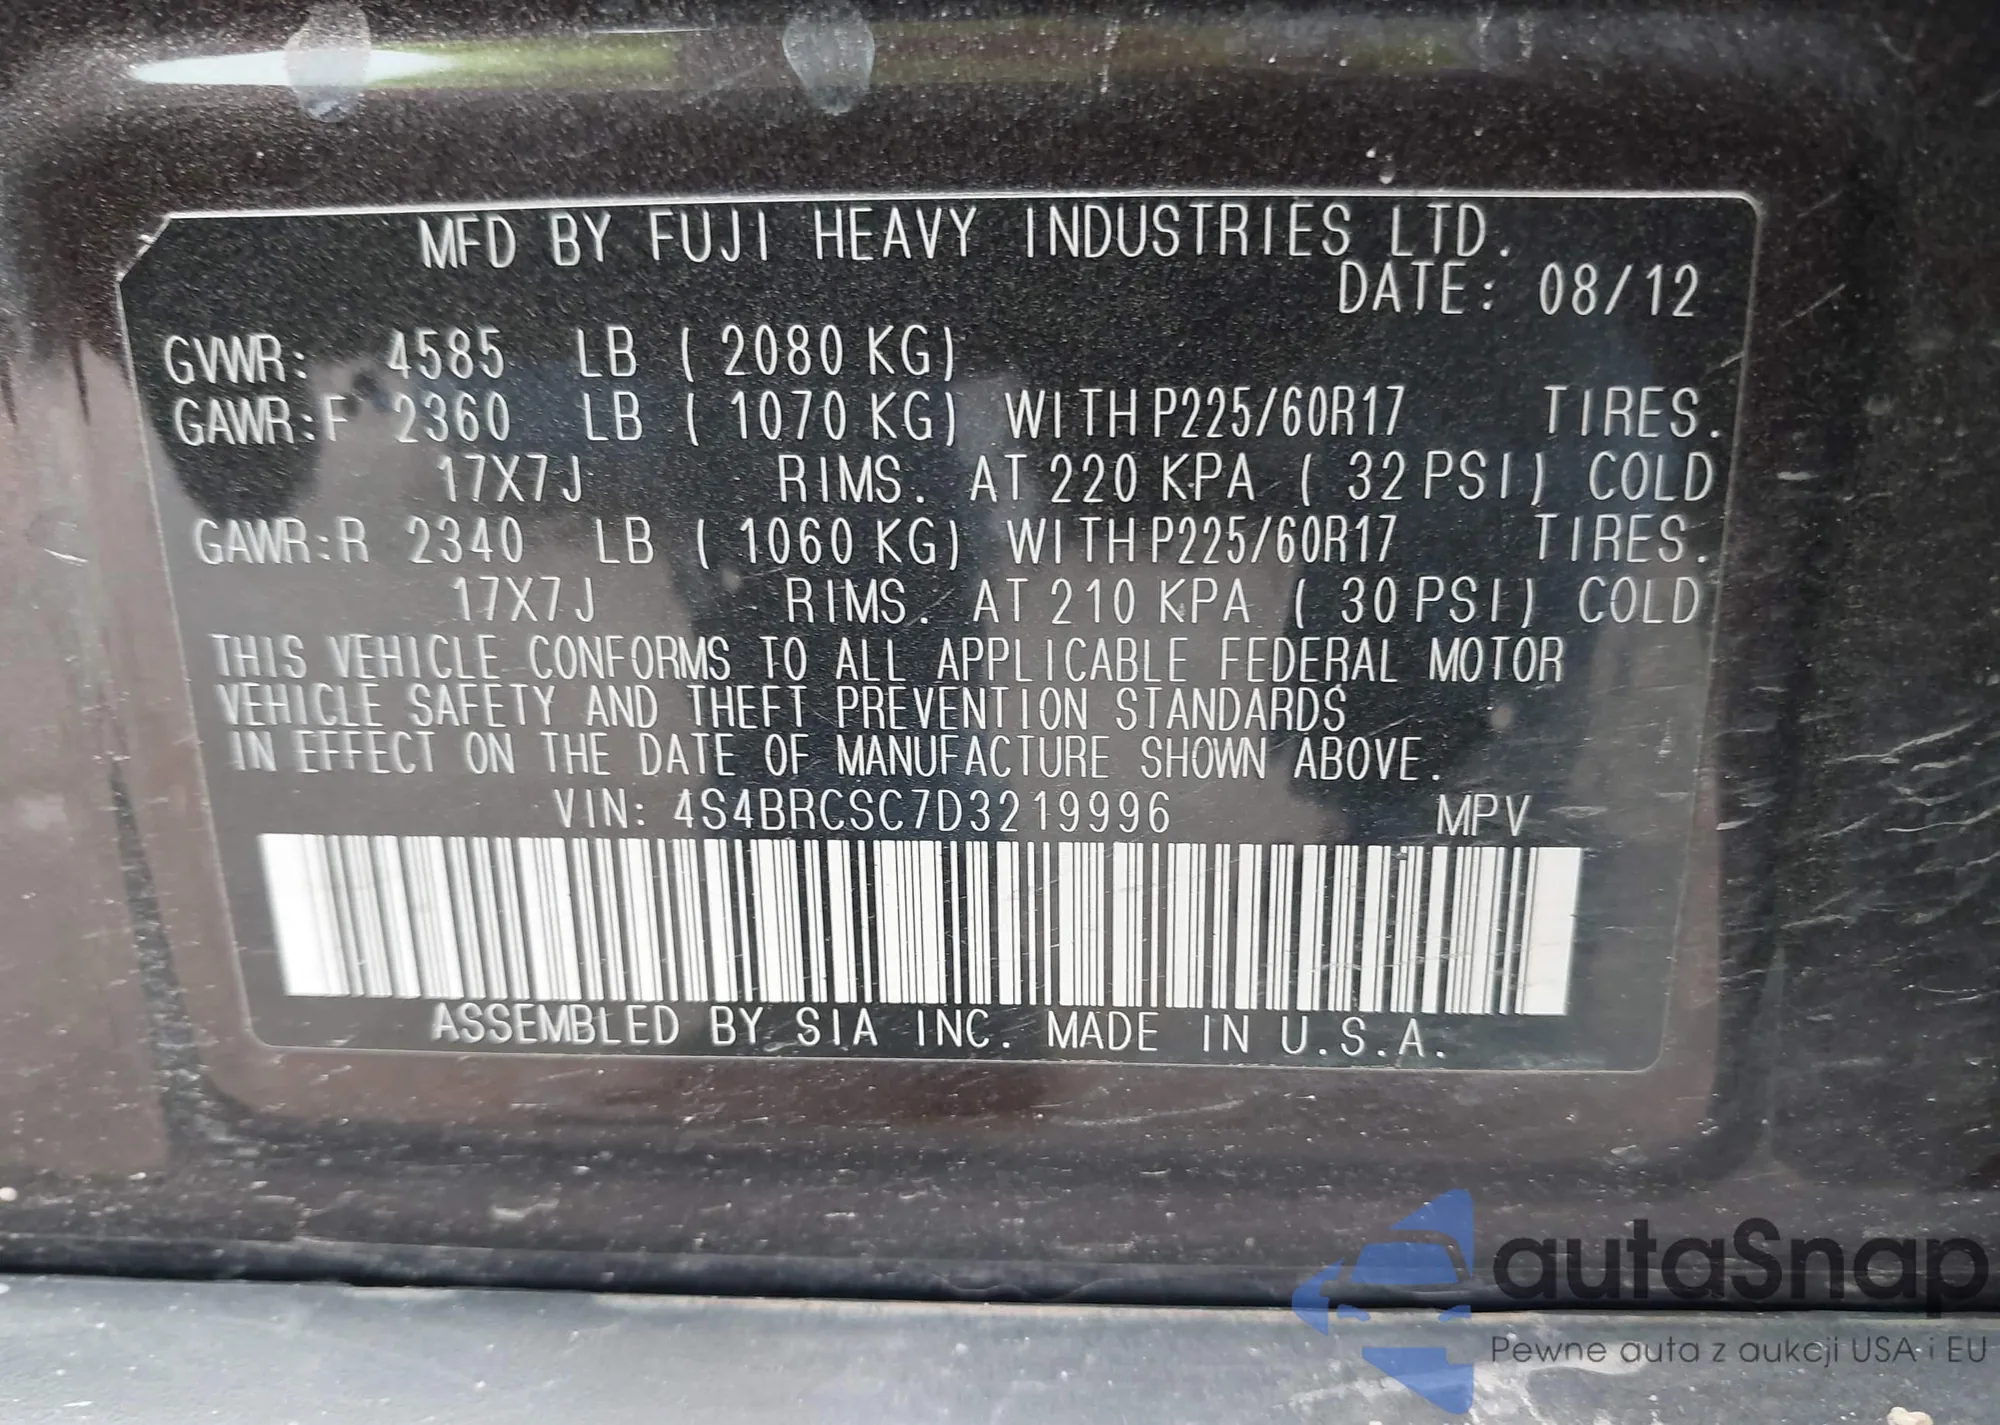 MFD BY FUJI HEAVY INDUSTRIES LTD.
DATE: 08/12
GVWR: 4585 LB ( 2080 KG)
GAWR:F 2360 LB ( 1070 KG) WITH P225/60R17 TIRES.
17X7J RIMS. AT 220 KPA ( 32 PSI) COLD
GAWR:R 2340 LB ( 1060 KG) WITH P225/60R17 TIRES.
17X7J RIMS. AT 210 KPA ( 30 PSI) COLD
THIS VEHICLE CONFORMS TO ALL APPLICABLE FEDERAL MOTOR
VEHICLE SAFETY AND THEFT PREVENTION STANDARDS
IN EFFECT ON THE DATE OF MANUFACTURE SHOWN ABOVE.
VIN: 4S4BRCSC7D3219996 MPV
ASSEMBLED BY SIA INC. MADE IN U.S.A.
autaSnap
Pewne auta z aukcji USA i EU